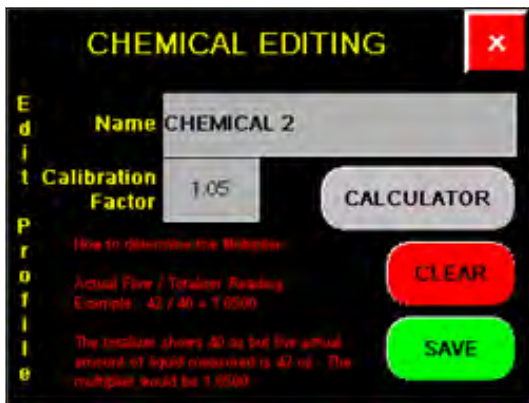 CHEMICAL EDITING
×
Edit Profile
Name CHEMICAL 2
Calibration
Factor
1.05
CALCULATOR
How to determine the Multiplier:
Actual Flow / Totalizer Reading
Example: 42 / 40 = 1.0500
The totalizer shows 40 oz but the actual
amount of liquid measured is 42 oz - The
multiplier would be 1.0500
CLEAR
SAVE